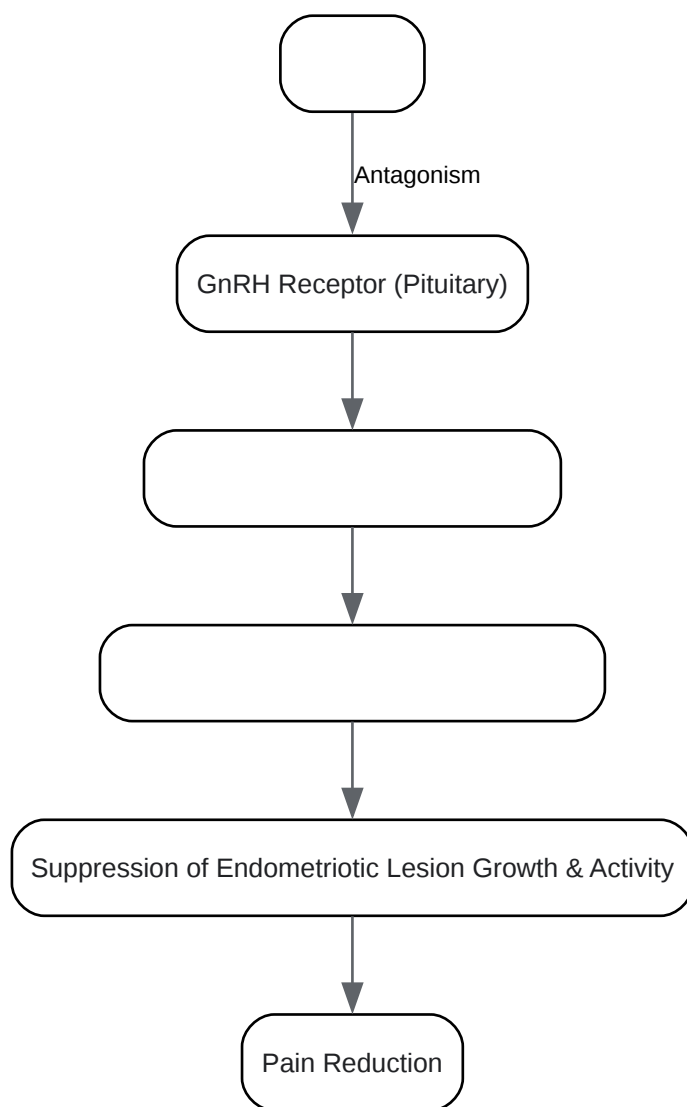 Antagonism
GnRH Receptor (Pituitary)
Suppression of Endometriotic Lesion Growth & Activity
Pain Reduction